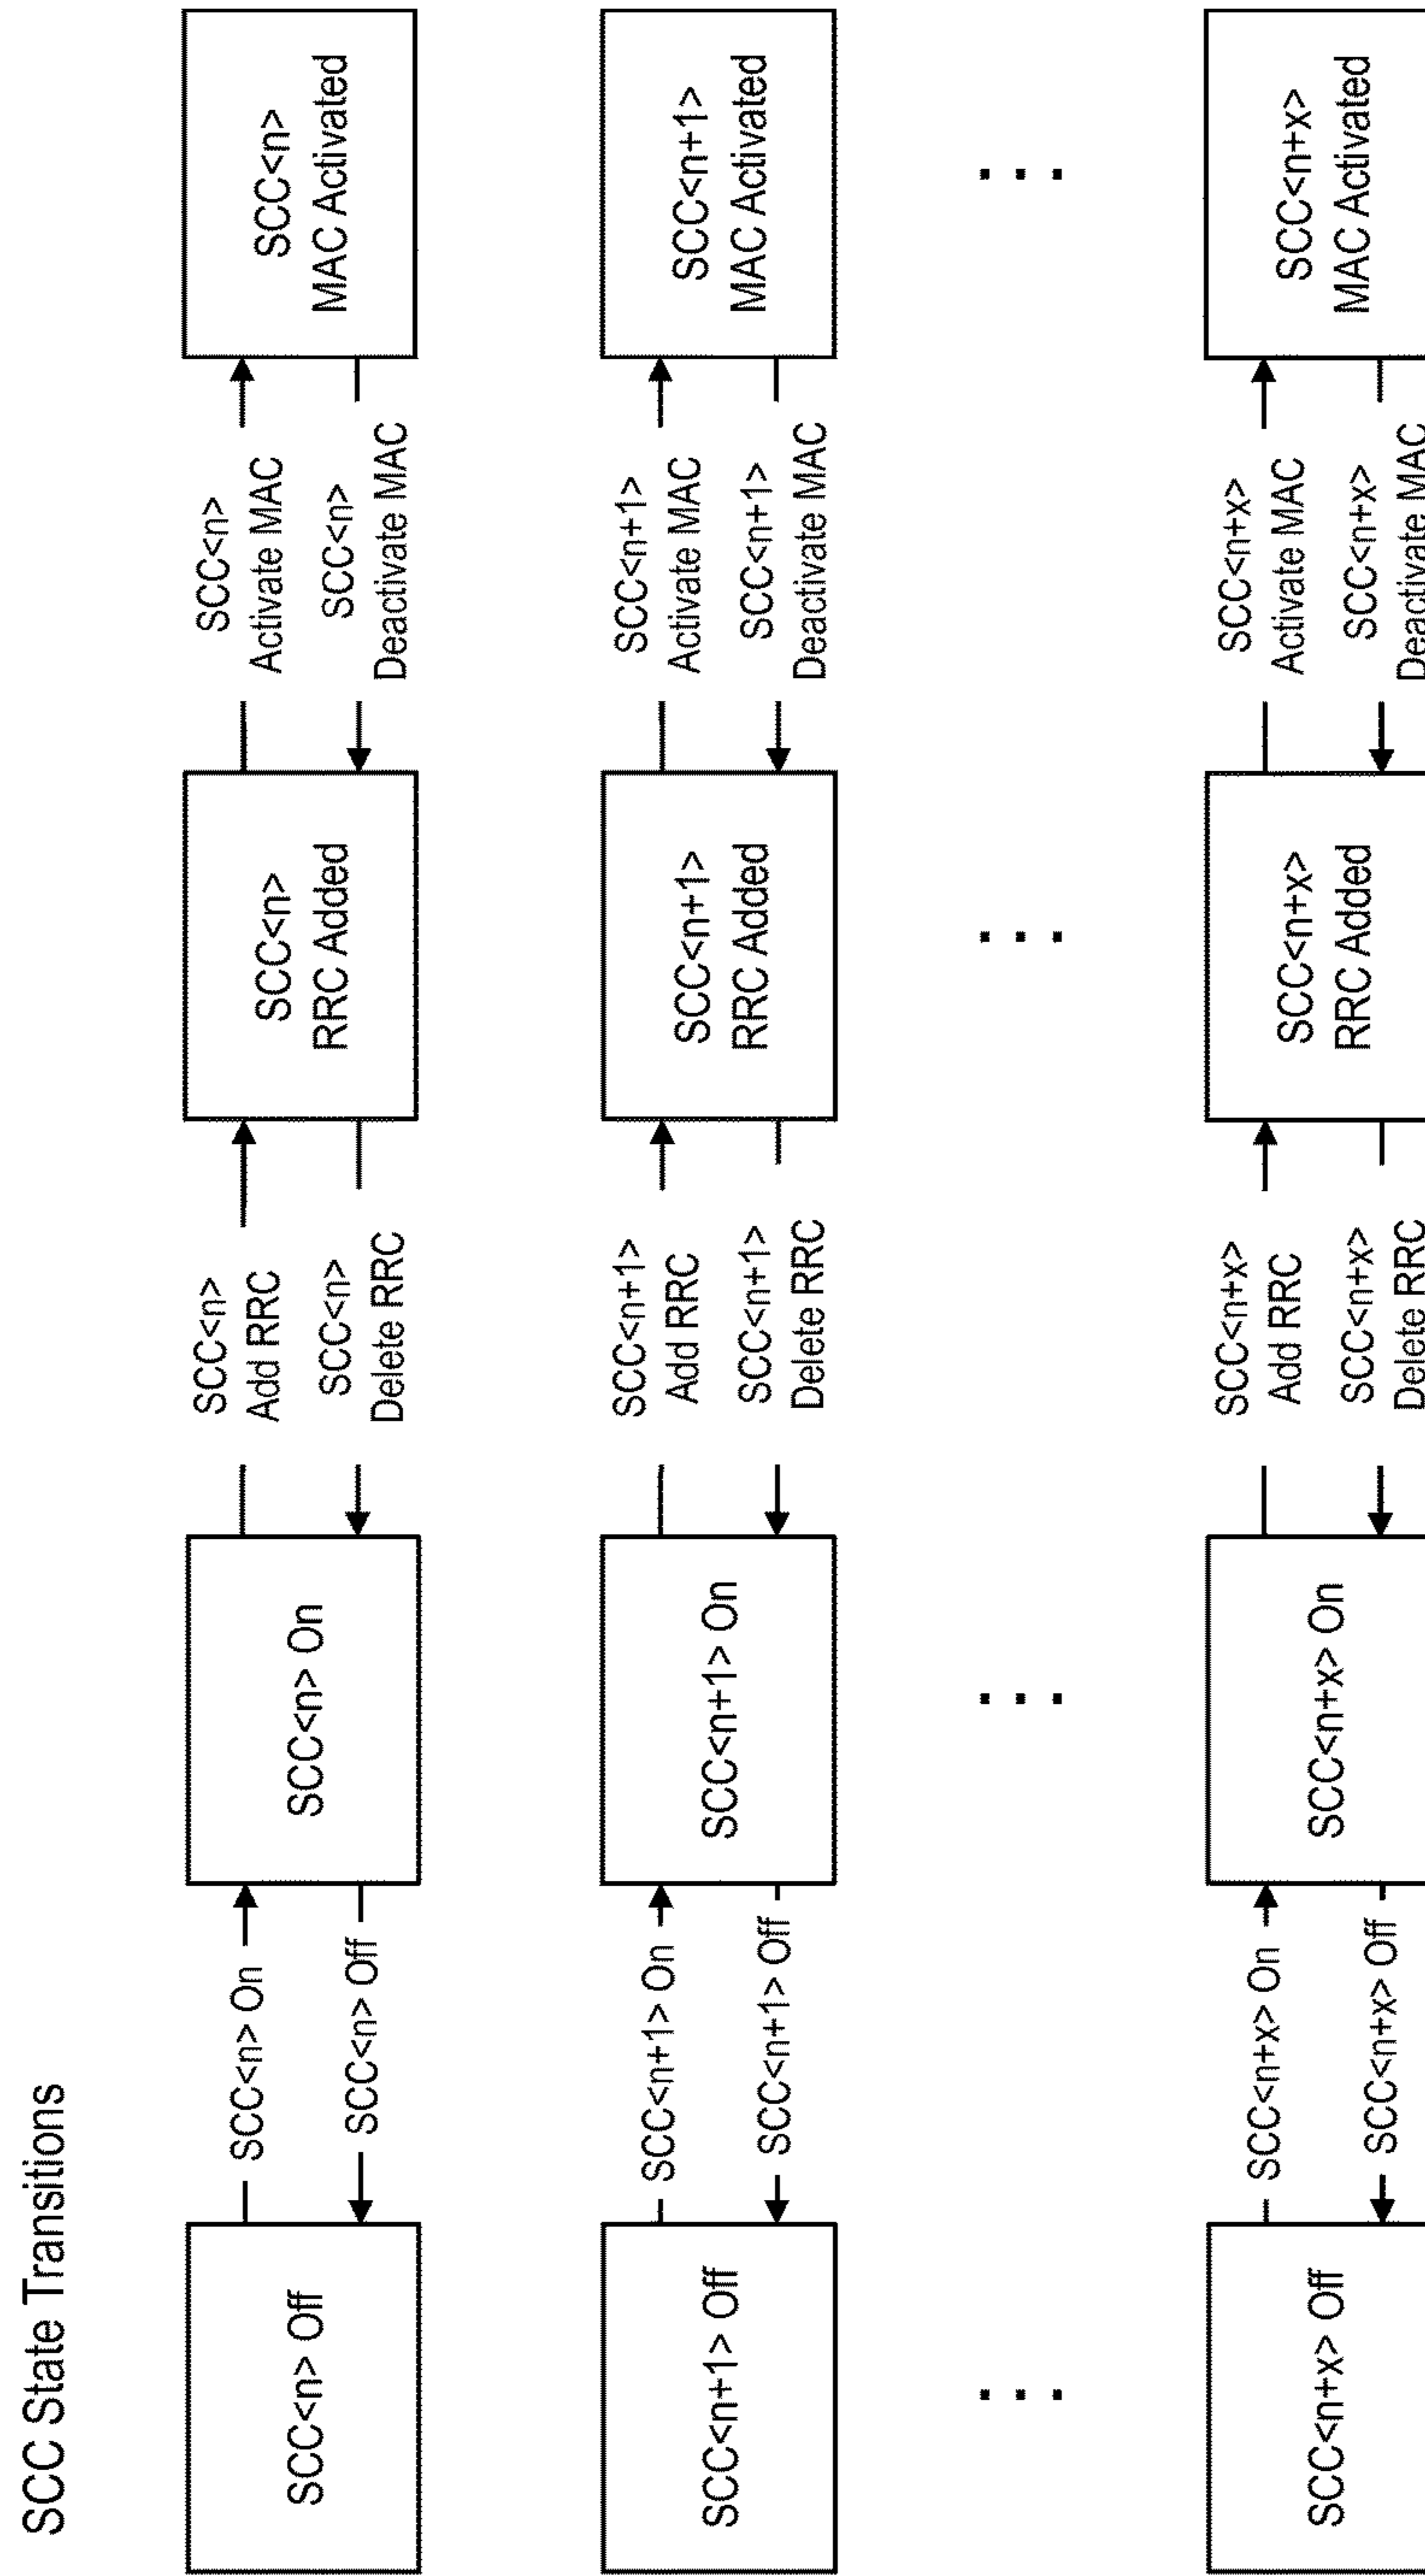 SCC State Transitions
SCC<n> Off
SCC<n> On
SCC<n> Off
SCC<n> On
SCC<n>
Add RRC
SCC<n>
Delete RRC
SCC<n>
RRC Added
SCC<n>
Activate MAC
SCC<n>
Deactivate MAC
SCC<n>
MAC Activated
SCC<n+1> Off
SCC<n+1> On
SCC<n+1> Off
SCC<n+1> On
SCC<n+1>
Add RRC
SCC<n+1>
Delete RRC
SCC<n+1>
RRC Added
SCC<n+1>
Activate MAC
SCC<n+1>
Deactivate MAC
SCC<n+1>
MAC Activated
SCC<n+x> Off
SCC<n+x> On
SCC<n+x> Off
SCC<n+x> On
SCC<n+x>
Add RRC
SCC<n+x>
Delete RRC
SCC<n+x>
RRC Added
SCC<n+x>
Activate MAC
SCC<n+x>
Deactivate MAC
SCC<n+x>
MAC Activated